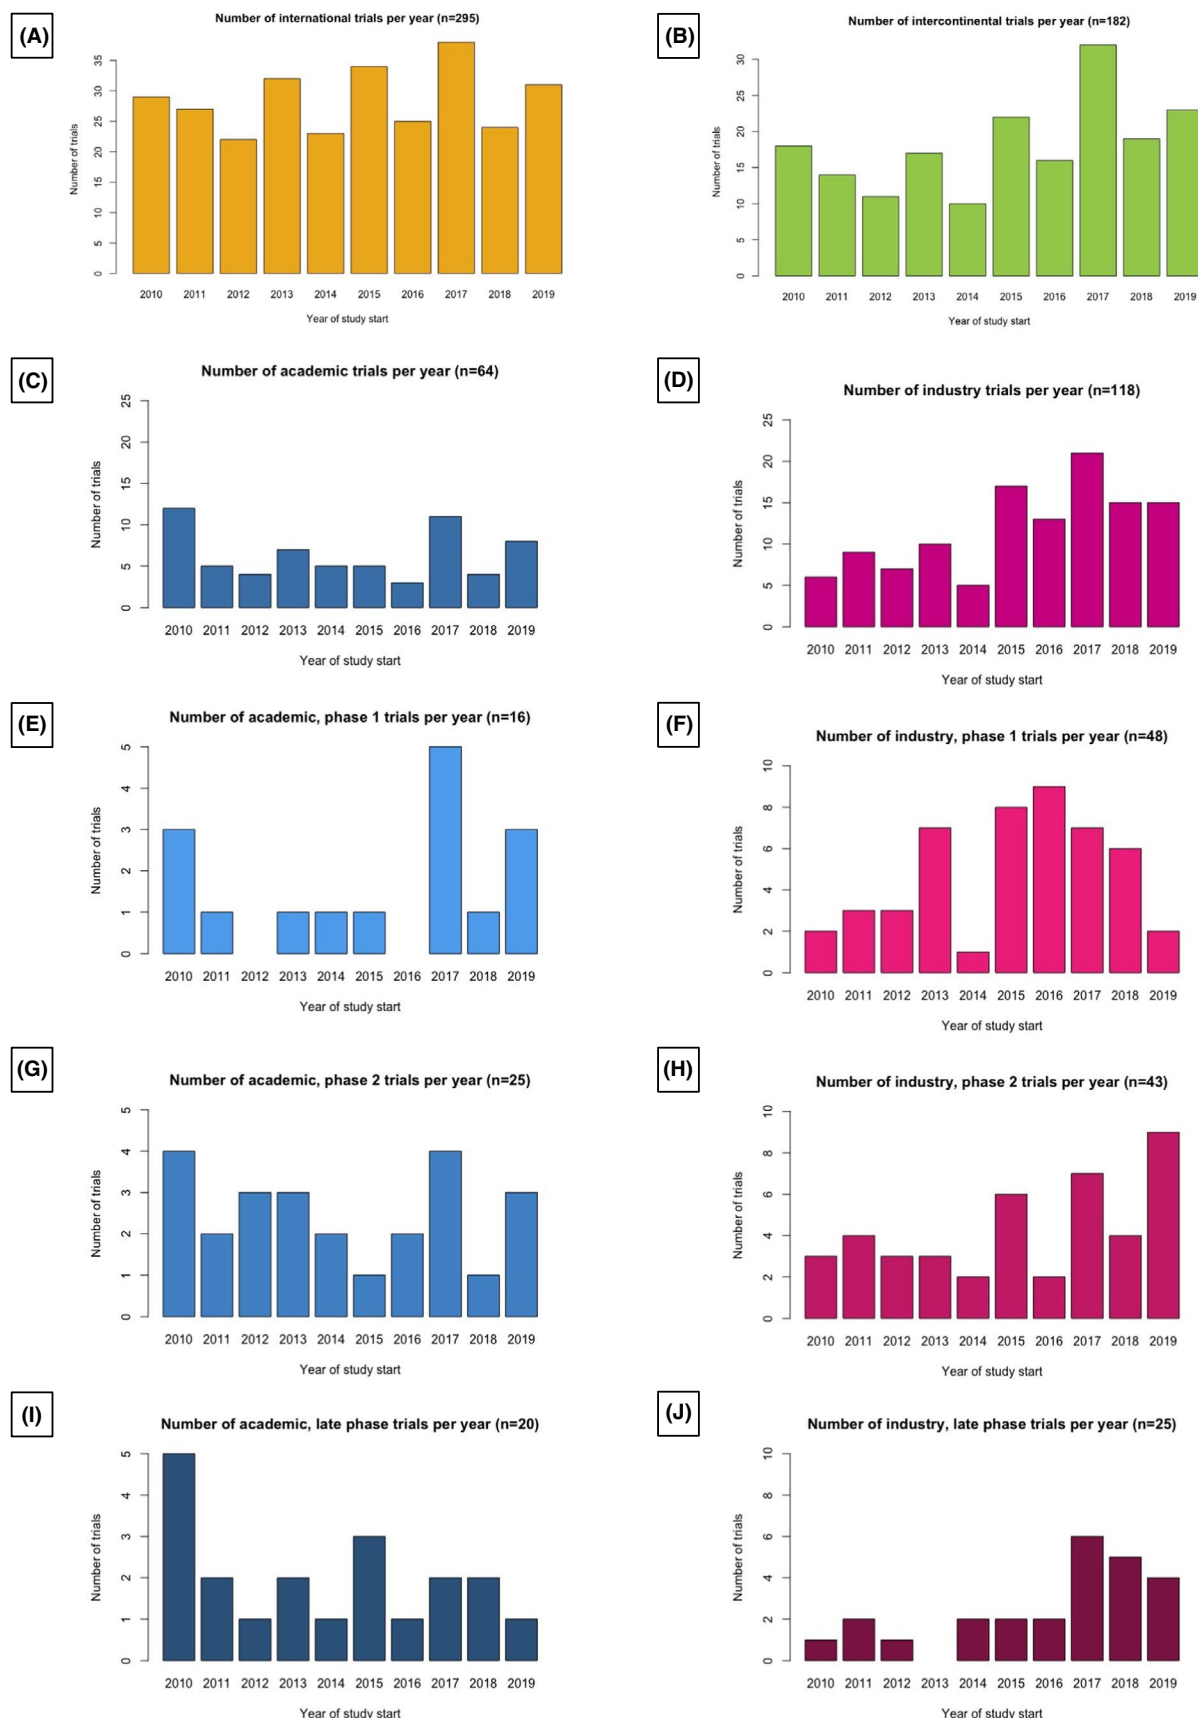 (A)
Number of international trials per year (n=295)
Number of trials
0 5 10 15 20 25 30 35
2010 2011 2012 2013 2014 2015 2016 2017 2018 2019
Year of study start
(B)
Number of intercontinental trials per year (n=182)
Number of trials
0 5 10 15 20 25 30
2010 2011 2012 2013 2014 2015 2016 2017 2018 2019
Year of study start
(C)
Number of academic trials per year (n=64)
Number of trials
0 5 10 15 20 25
2010 2011 2012 2013 2014 2015 2016 2017 2018 2019
Year of study start
(D)
Number of industry trials per year (n=118)
Number of trials
0 5 10 15 20 25
2010 2011 2012 2013 2014 2015 2016 2017 2018 2019
Year of study start
(E)
Number of academic, phase 1 trials per year (n=16)
Number of trials
0 1 2 3 4 5
2010 2011 2012 2013 2014 2015 2016 2017 2018 2019
Year of study start
(F)
Number of industry, phase 1 trials per year (n=48)
Number of trials
0 2 4 6 8 10
2010 2011 2012 2013 2014 2015 2016 2017 2018 2019
Year of study start
(G)
Number of academic, phase 2 trials per year (n=25)
Number of trials
0 1 2 3 4 5
2010 2011 2012 2013 2014 2015 2016 2017 2018 2019
Year of study start
(H)
Number of industry, phase 2 trials per year (n=43)
Number of trials
0 2 4 6 8 10
2010 2011 2012 2013 2014 2015 2016 2017 2018 2019
Year of study start
(I)
Number of academic, late phase trials per year (n=20)
Number of trials
0 1 2 3 4 5
2010 2011 2012 2013 2014 2015 2016 2017 2018 2019
Year of study start
(J)
Number of industry, late phase trials per year (n=25)
Number of trials
0 2 4 6 8 10
2010 2011 2012 2013 2014 2015 2016 2017 2018 2019
Year of study start